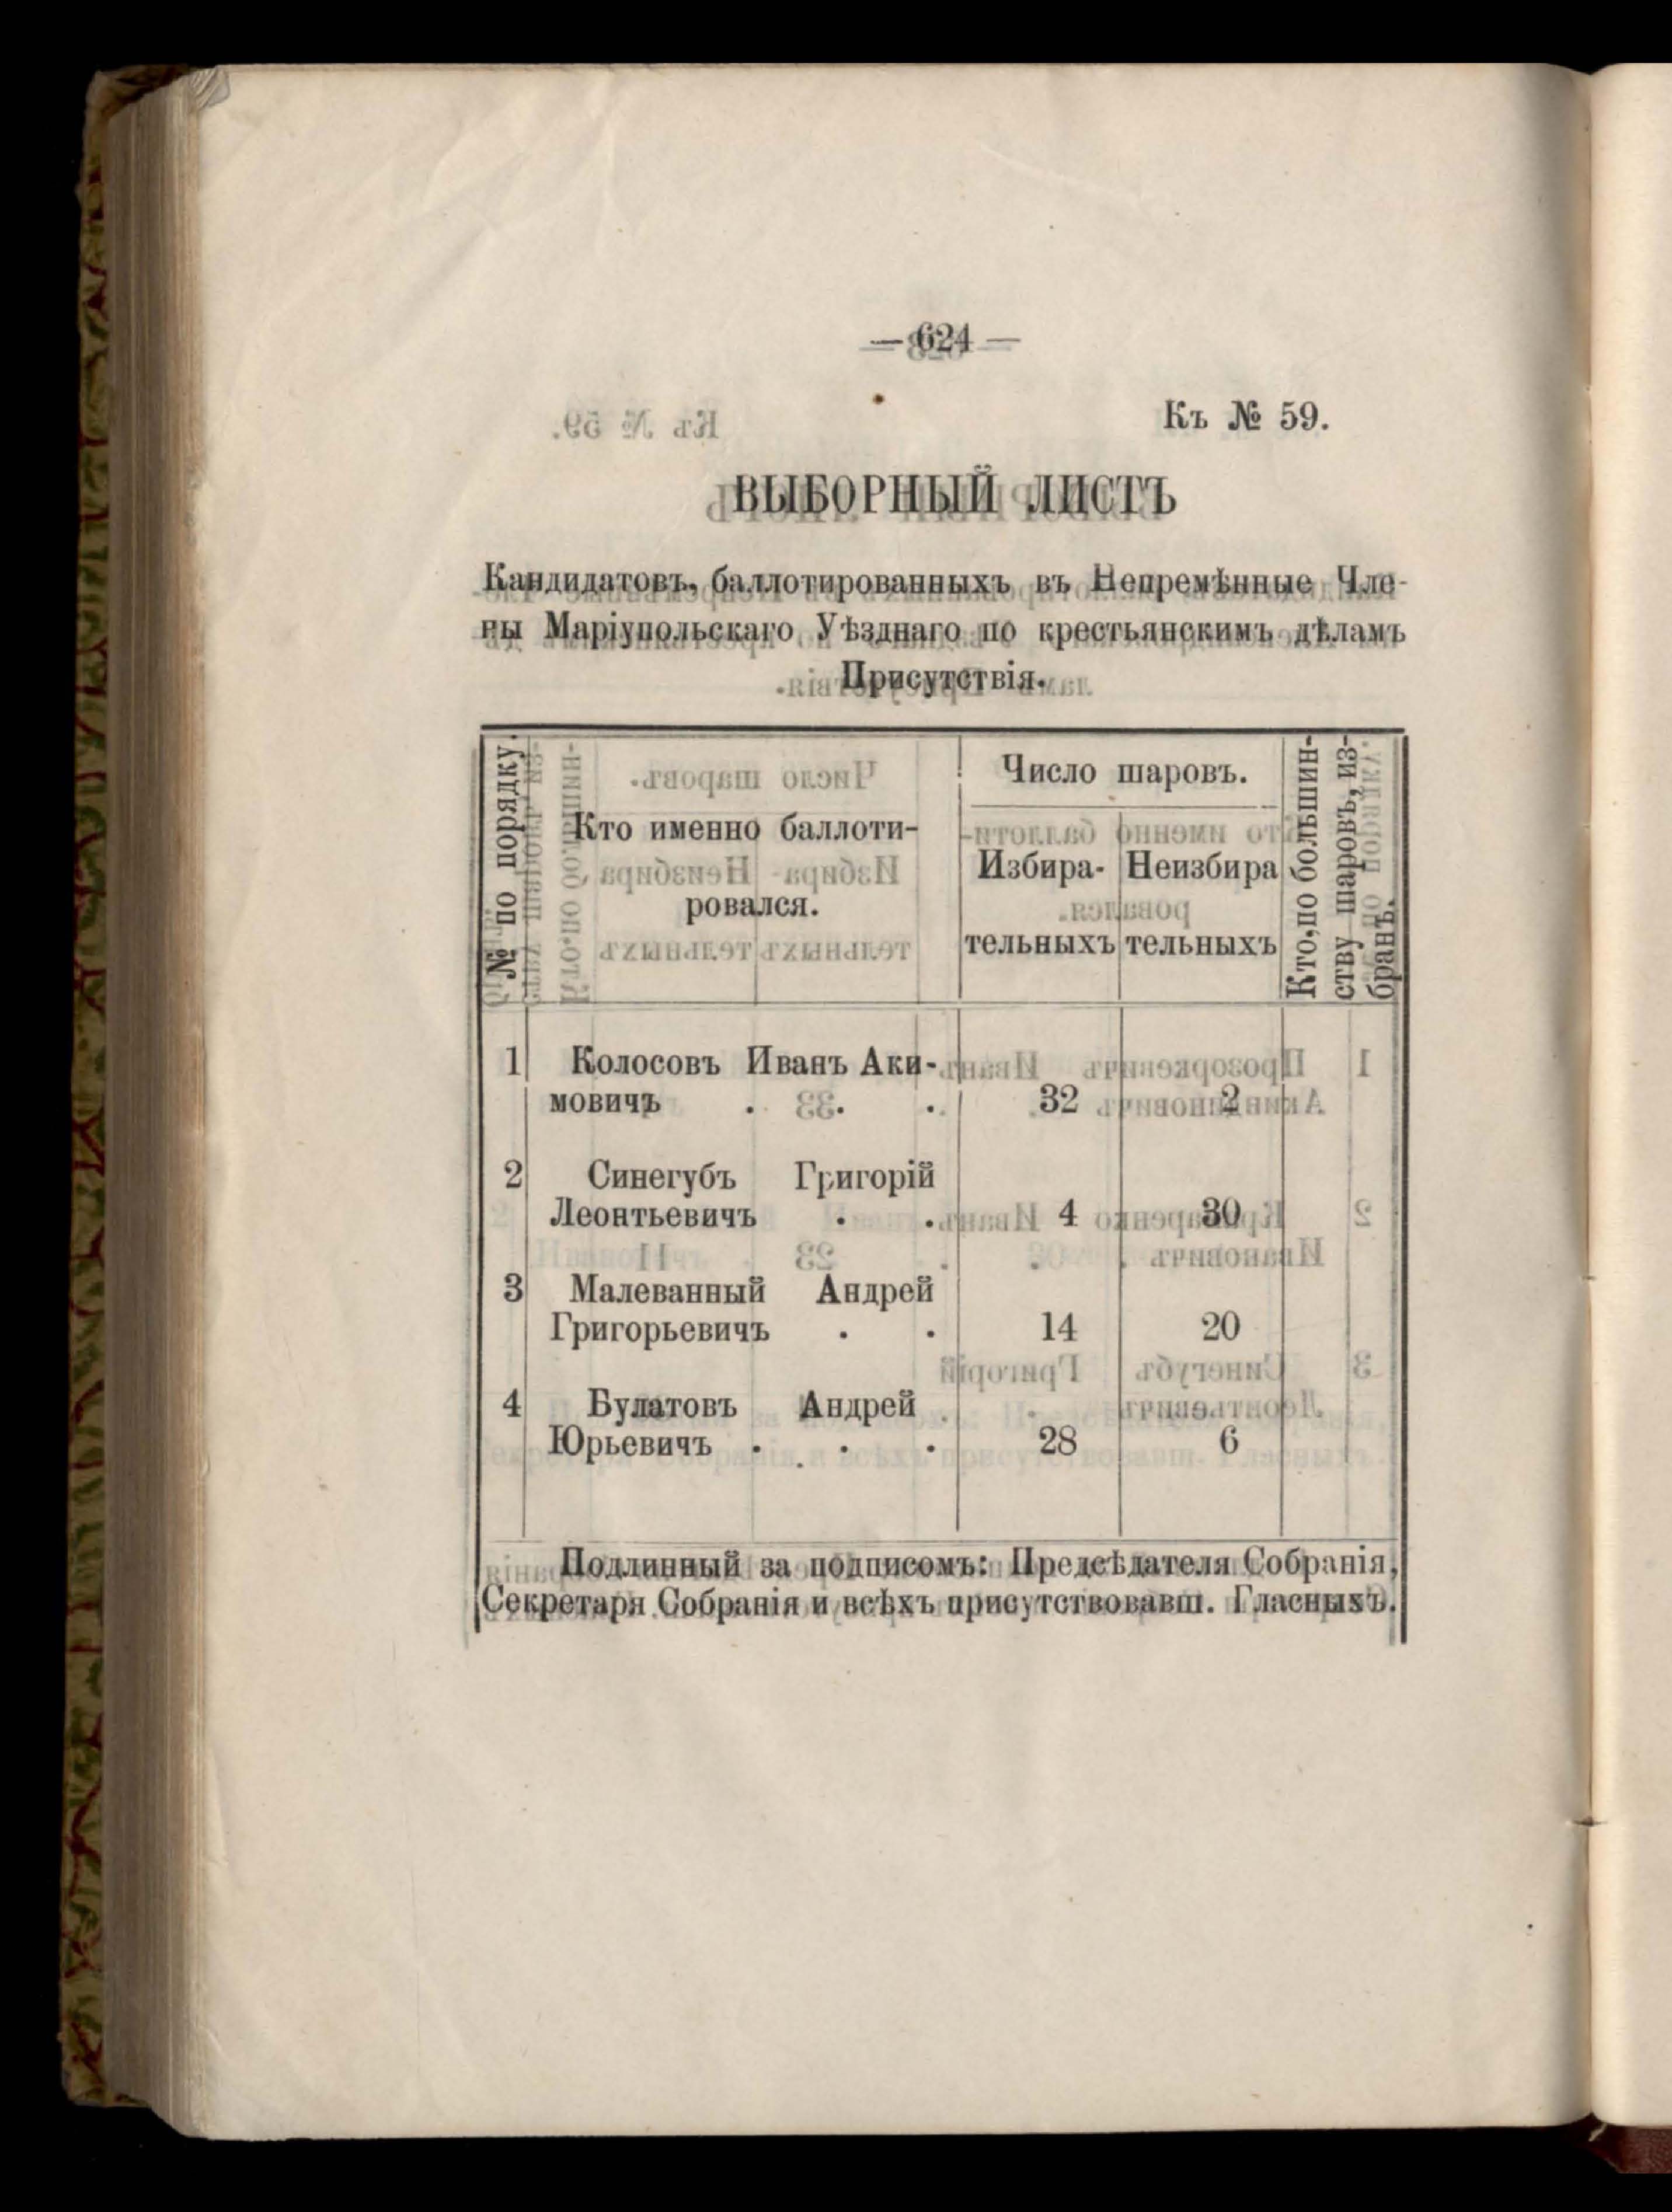 — 624 —
Къ № 59.
ВЫБОРНЫЙ ЛИСТЪ
Кандидатовъ, баллотированныхъ въ Непремѣнные Чле-
ны Маріупольскаго Уѣзднаго по крестьянскимъ дѣламъ
Присутствія.
№ по порядку.
Кто именно баллоти-
ровался.
Число шаровъ.
Избира-
тельныхъ
Неизбира
тельныхъ
Кто, по большин-
ству шаровъ, из-
бранъ.
1 Колосовъ Иванъ Аки-
мовичъ . . . 32 2
2 Синегубъ Григорій
Леонтьевичъ . . 4 30
3 Малеванный Андрей
Григорьевичъ . . 14 20
4 Булатовъ Андрей
Юрьевичъ . . . 28 6
Подлинный за подписомъ: Предсѣдателя Собранія,
Секретаря Собранія и всѣхъ присутствовавш. Гласныхъ.